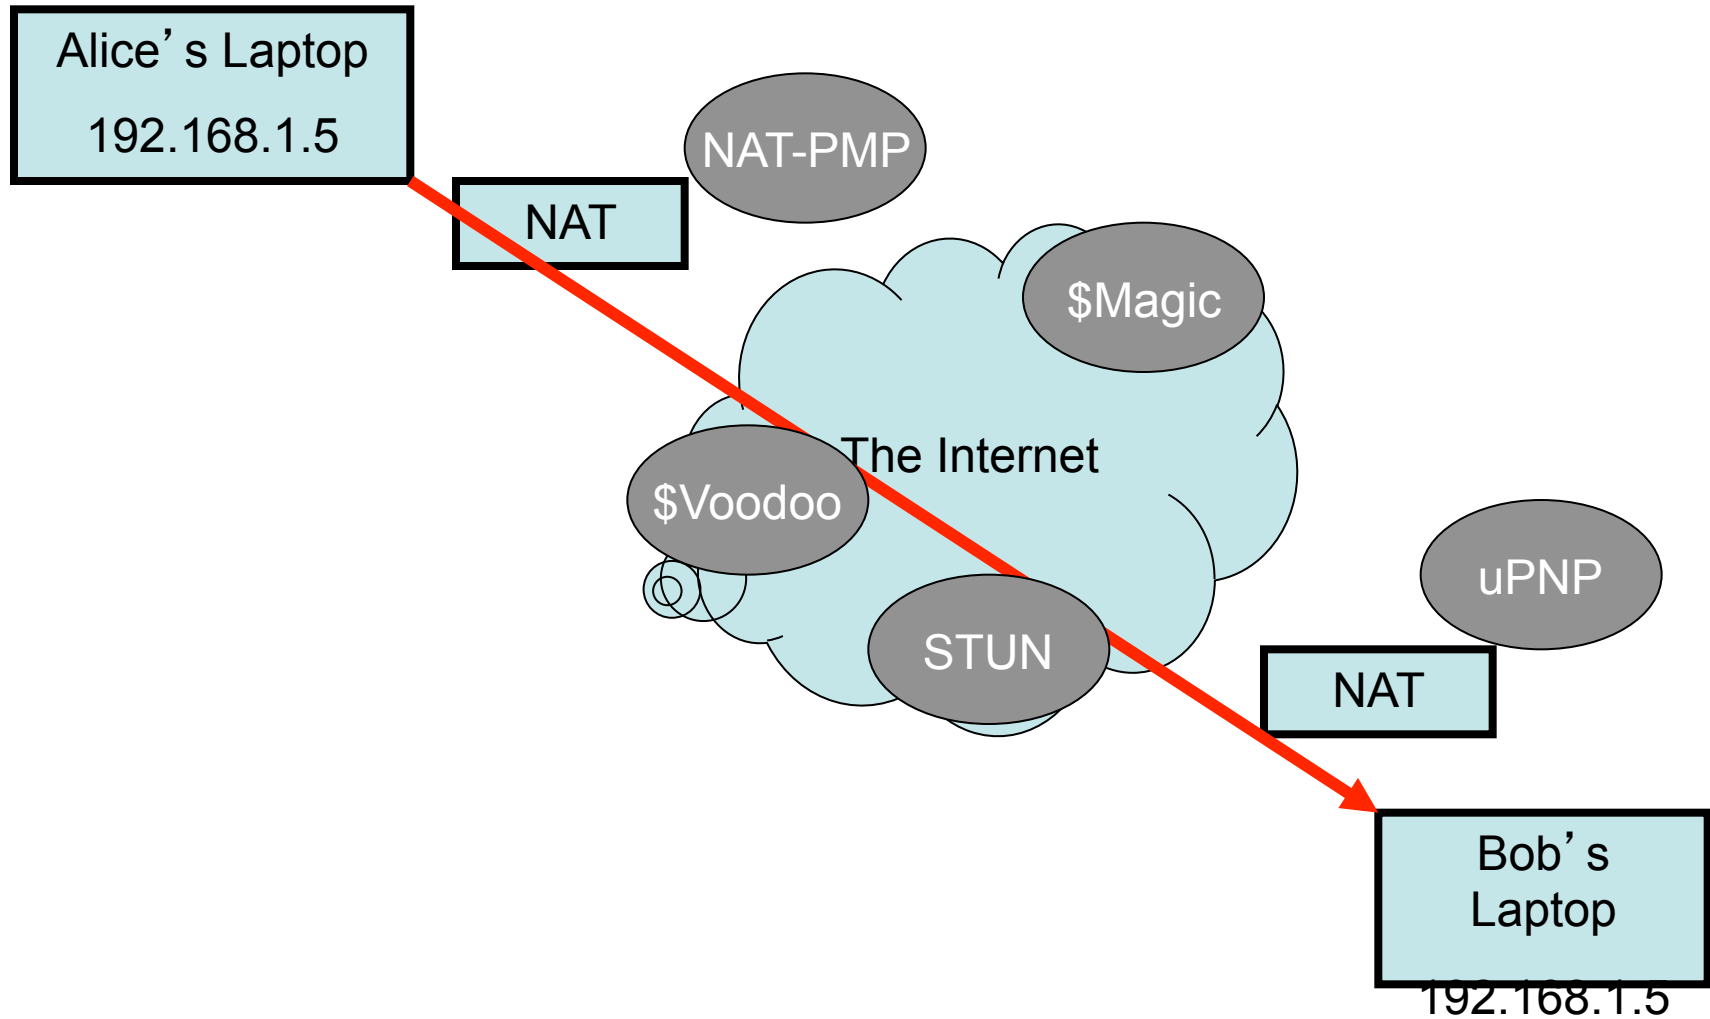 Alice’s Laptop
192.168.1.5
NAT-PMP
NAT
$Magic
The Internet
$Voodoo
uPNP
STUN
NAT
Bob’s
Laptop
192.168.1.5